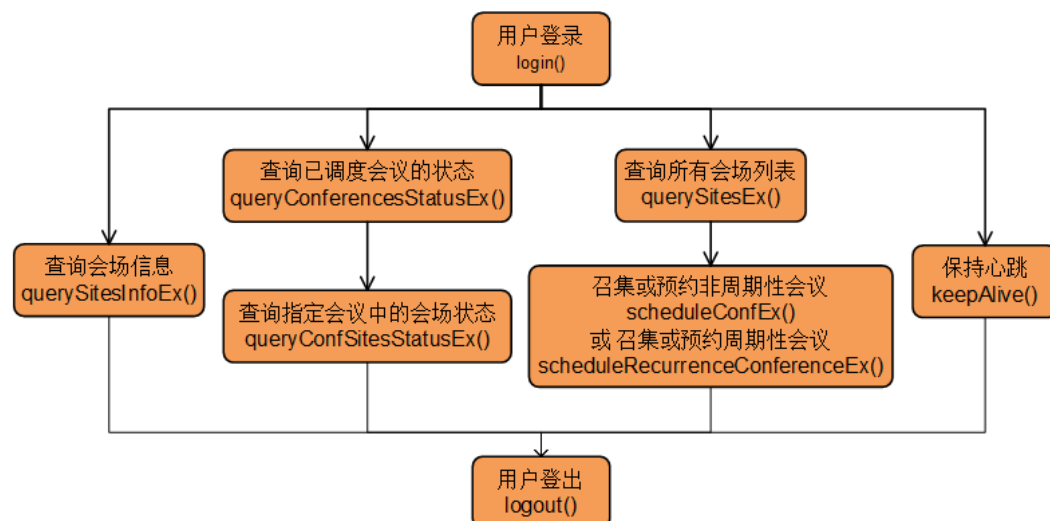 用户登录
login()
查询已调度会议的状态
queryConferencesStatusEx()
查询所有会场列表
querySitesEx()
查询会场信息
querySitesInfoEx()
查询指定会议中的会场状态
queryConfSitesStatusEx()
召集或预约非周期性会议
scheduleConfEx()
或 召集或预约周期性会议
scheduleRecurrenceConferenceEx()
保持心跳
keepAlive()
用户登出
logout()